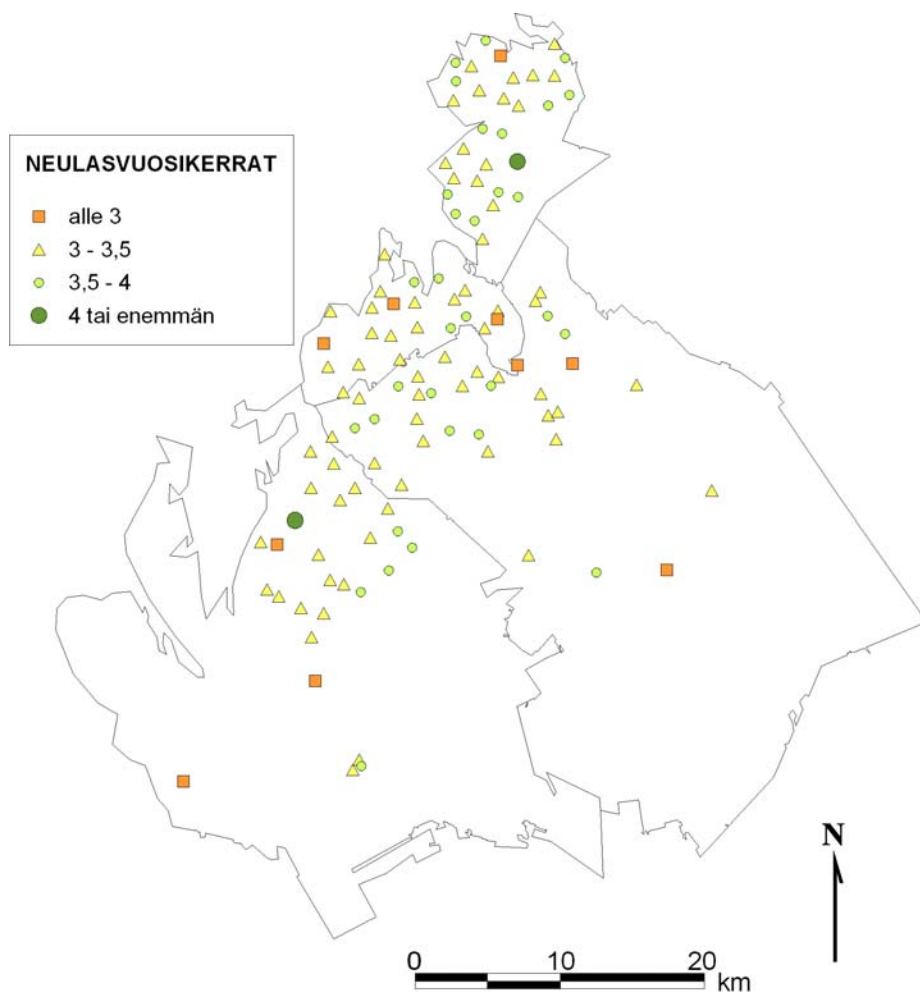 NEULASVUOSIKERRAT
alle 3
3 - 3,5
3,5 - 4
4 tai enemmän
N
0 10 20
km